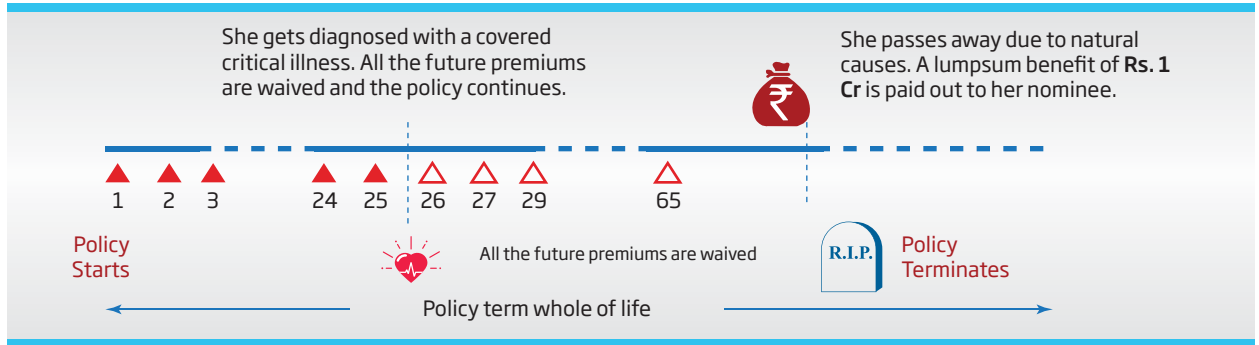 She gets diagnosed with a covered
critical illness. All the future premiums
are waived and the policy continues.
She passes away due to natural
causes. A lumpsum benefit of Rs. 1
Cr is paid out to her nominee.
₹
1 2 3 24 25 26 27 29 65
Policy
Starts
All the future premiums are waived
R.I.P.
Policy
Terminates
Policy term whole of life